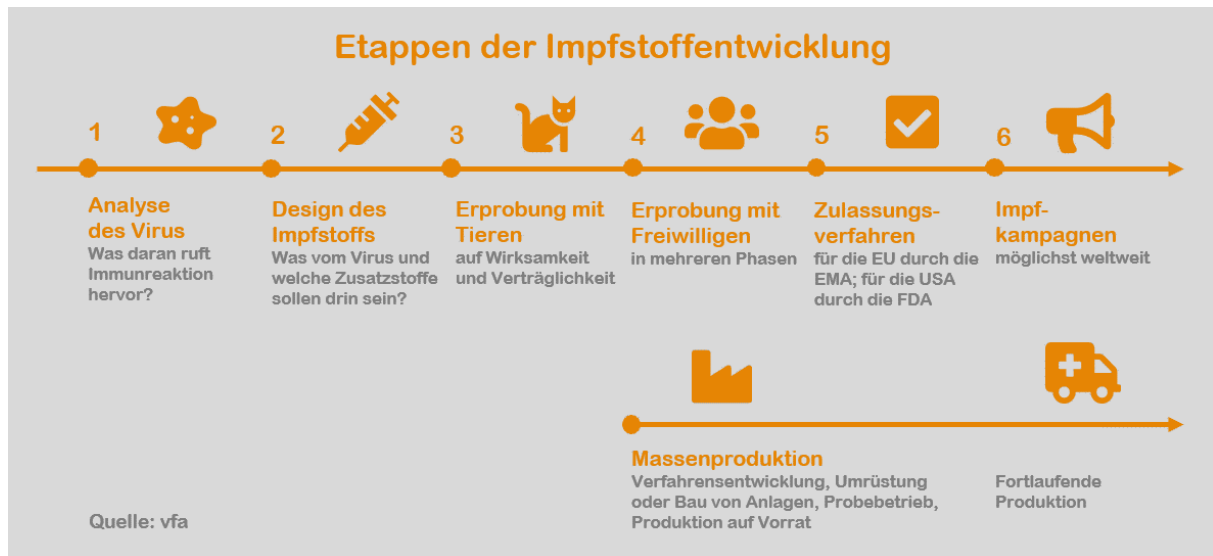 Etappen der Impfstoffentwicklung
1
Analyse
des Virus
Was daran ruft
Immunreaktion
hervor?
2
Design des
Impfstoffs
Was vom Virus und
welche Zusatzstoffe
sollen drin sein?
3
Erprobung mit
Tieren
auf Wirksamkeit
und Verträglichkeit
4
Erprobung mit
Freiwilligen
in mehreren Phasen
5
Zulassungs-
verfahren
für die EU durch die
EMA; für die USA
durch die FDA
6
Impf-
kampagnen
möglichst weltweit
Massenproduktion
Verfahrensentwicklung, Umrüstung
oder Bau von Anlagen, Probebetrieb,
Produktion auf Vorrat
Fortlaufende
Produktion
Quelle: vfa